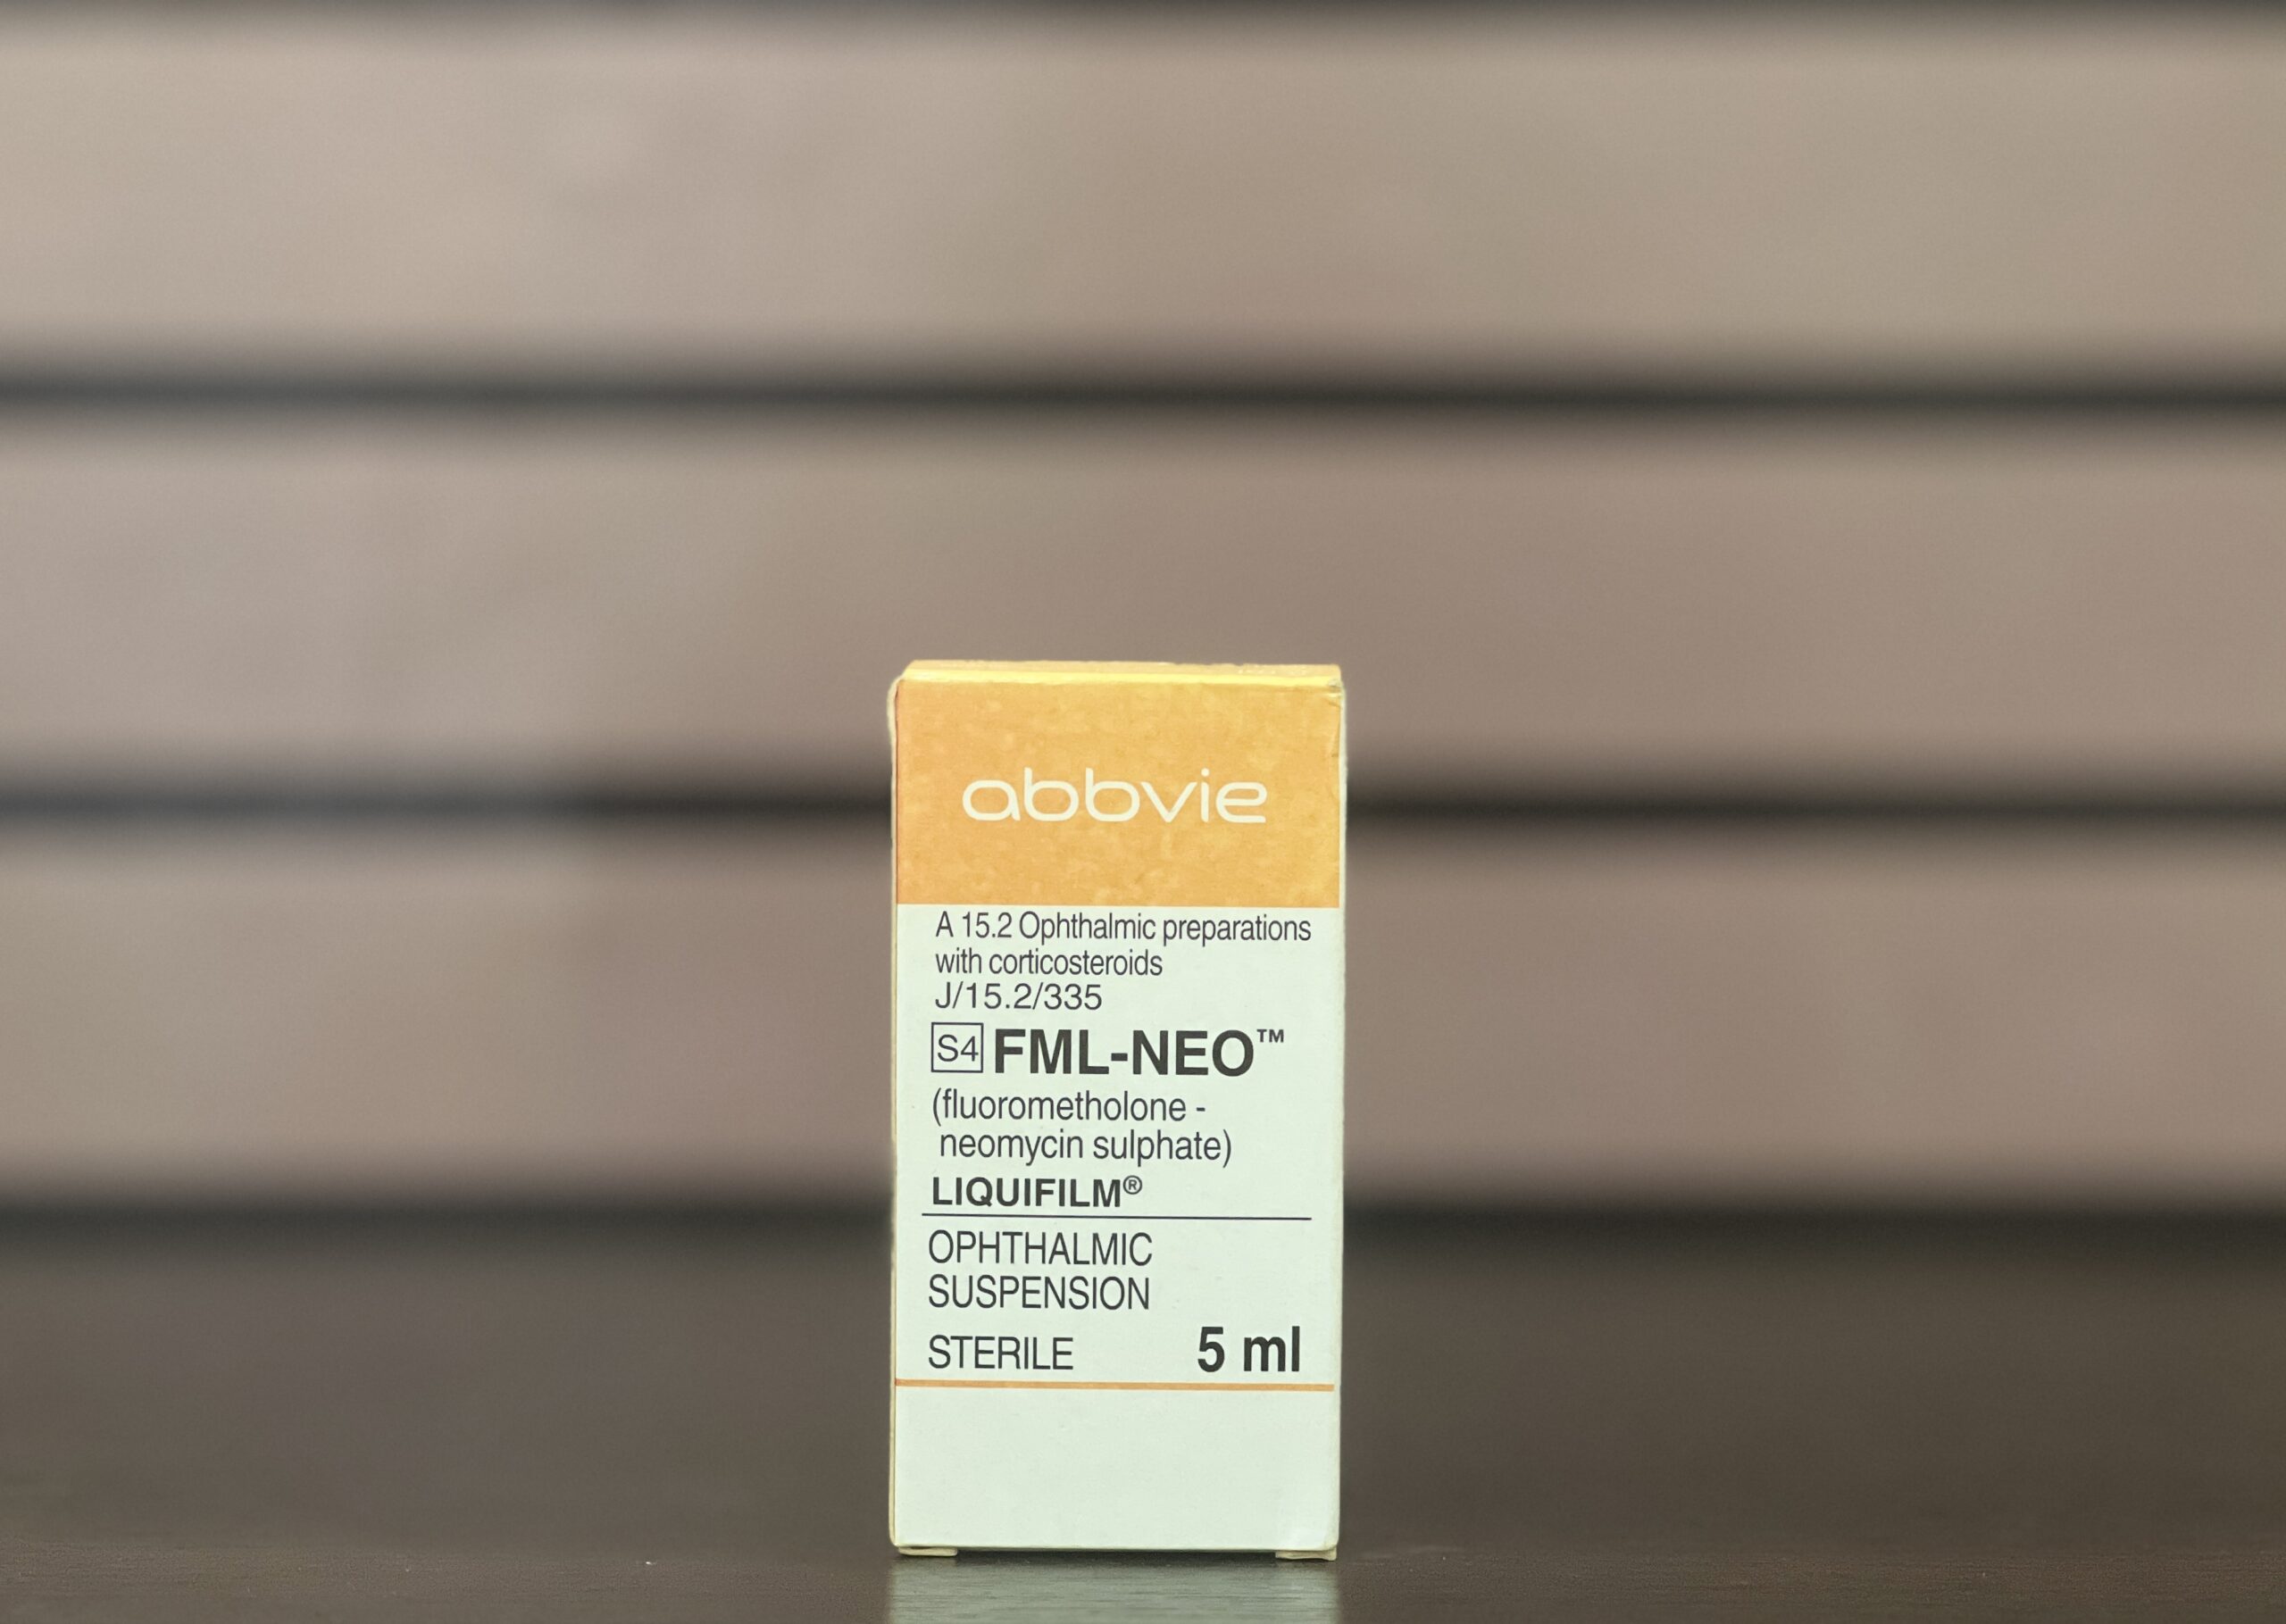 abbvie
A 15.2 Ophthalmic preparations
with corticosteroids
J/15.2/335
S4 FML-NEO™
(fluorometholone -
neomycin sulphate)
LIQUIFILM®
OPHTHALMIC
SUSPENSION
STERILE 5 ml